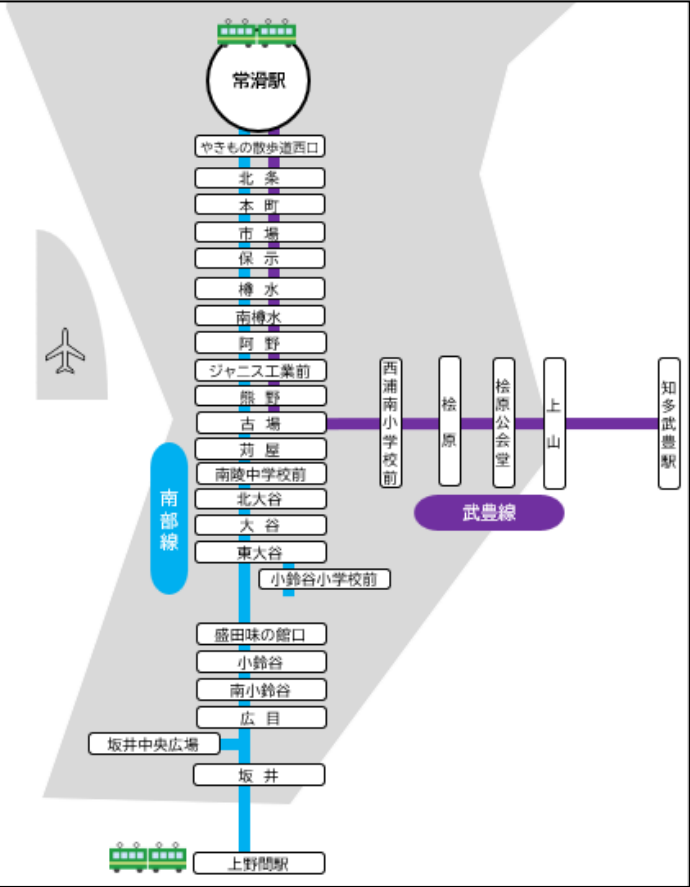 常滑駅
やきもの散歩道西口
北 条
本 町
市 場
保 示
樽 水
南樽水
阿 野
ジャニス工業前
熊 野
古 場
苅 屋
南陵中学校前
北大谷
大 谷
東大谷
小鈴谷小学校前
盛田味の館口
小鈴谷
南小鈴谷
広 目
坂井中央広場
坂 井
上野間駅
南部線
西浦南小学校前
桧 原
桧原公会堂
上 山
知多武豊駅
武豊線